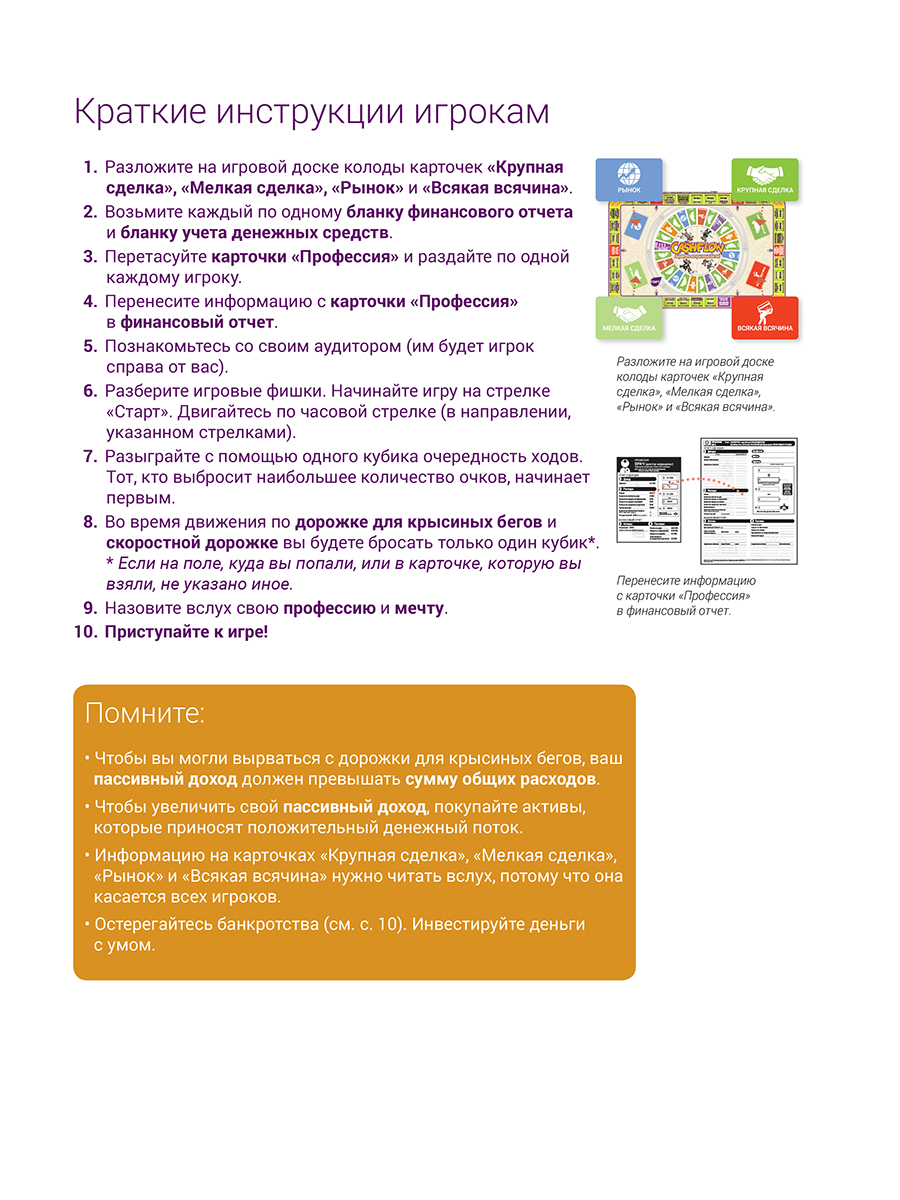 Краткие инструкции игрокам
1. Разложите на игровой доске колоды карточек «Крупная
сделка», «Мелкая сделка», «Рынок» и «Всякая всячина».
2. Возьмите каждый по одному бланку финансового отчета
и бланку учета денежных средств.
3. Перетасуйте карточки «Профессия» и раздайте по одной
каждому игроку.
4. Перенесите информацию с карточки «Профессия»
в финансовый отчет.
5. Познакомьтесь со своим аудитором (им будет игрок
справа от вас).
6. Разберите игровые фишки. Начинайте игру на стрелке
«Старт». Двигайтесь по часовой стрелке (в направлении,
указанном стрелками).
7. Разыграйте с помощью одного кубика очередность ходов.
Тот, кто выбросит наибольшее количество очков, начинает
первым.
8. Во время движения по дорожке для крысиных бегов и
скоростной дорожке вы будете бросать только один кубик*.
* Если на поле, куда вы попали, или в карточке, которую вы
взяли, не указано иное.
9. Назовите вслух свою профессию и мечту.
10. Приступайте к игре!
РЫНОК
КРУПНАЯ СДЕЛКА
CASHFLOW
МЕЛКАЯ СДЕЛКА
ВСЯКАЯ ВСЯЧИНА
Разложите на игровой доске
колоды карточек «Крупная
сделка», «Мелкая сделка»,
«Рынок» и «Всякая всячина».
Перенесите информацию
с карточки «Профессия»
в финансовый отчет.
Помните:
• Чтобы вы могли вырваться с дорожки для крысиных бегов, ваш
пассивный доход должен превышать сумму общих расходов.
• Чтобы увеличить свой пассивный доход, покупайте активы,
которые приносят положительный денежный поток.
• Информацию на карточках «Крупная сделка», «Мелкая сделка»,
«Рынок» и «Всякая всячина» нужно читать вслух, потому что она
касается всех игроков.
• Остерегайтесь банкротства (см. с. 10). Инвестируйте деньги
с умом.